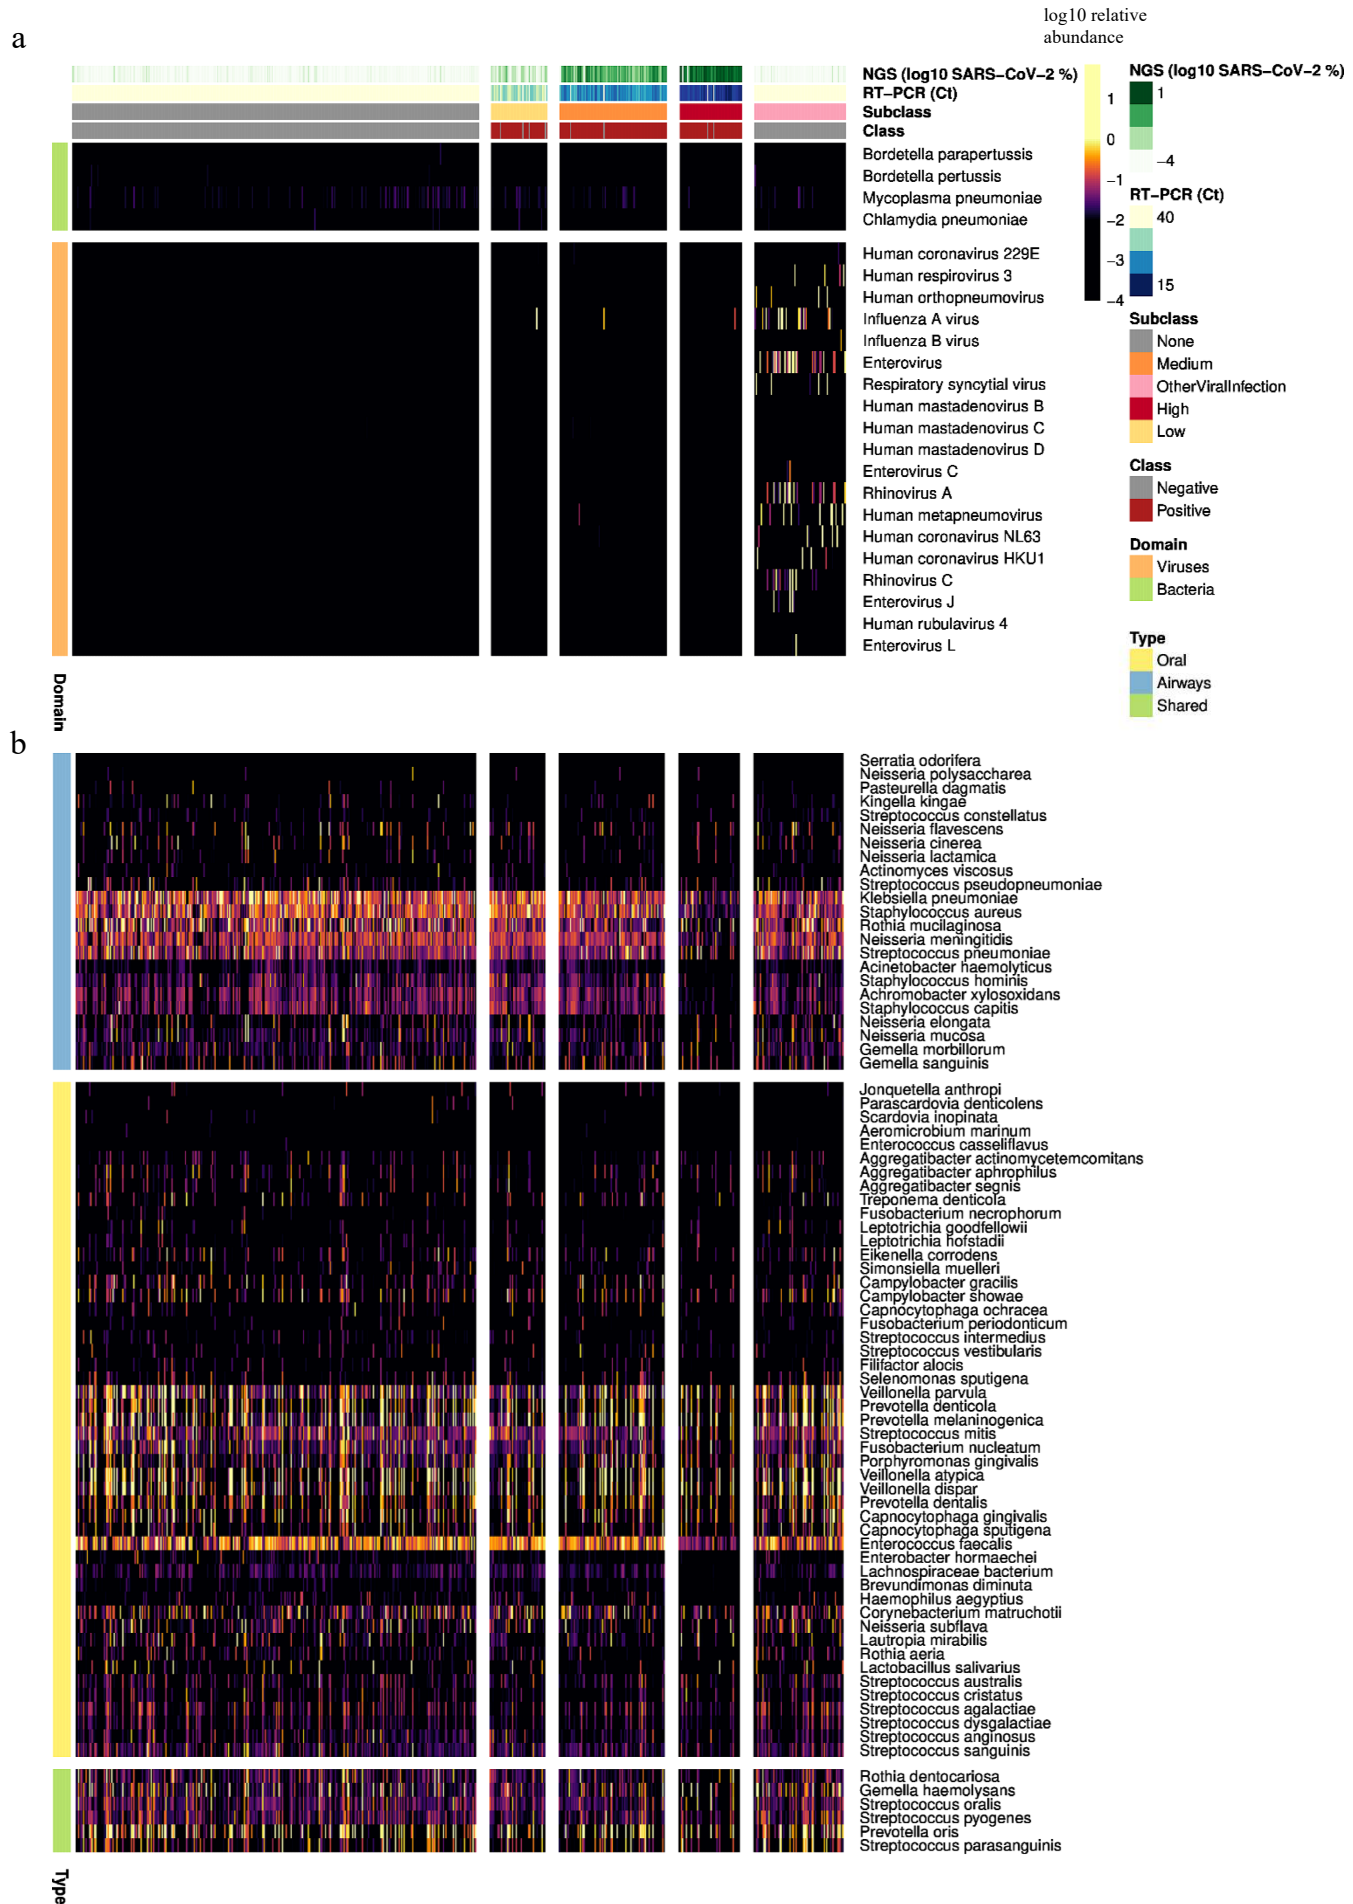 log10 relative
abundance
a
NGS (log10 SARS−CoV−2 %)
RT−PCR (Ct)
Subclass
Class
Bordetella parapertussis
Bordetella pertussis
Mycoplasma pneumoniae
Chlamydia pneumoniae
Human coronavirus 229E
Human respirovirus 3
Human orthopneumovirus
Influenza A virus
Influenza B virus
Enterovirus
Respiratory syncytial virus
Human mastadenovirus B
Human mastadenovirus C
Human mastadenovirus D
Enterovirus C
Rhinovirus A
Human metapneumovirus
Human coronavirus NL63
Human coronavirus HKU1
Rhinovirus C
Enterovirus J
Human rubulavirus 4
Enterovirus L
Domain
1
0
−1
−2
−3
−4
NGS (log10 SARS−CoV−2 %)
1
−4
RT−PCR (Ct)
40
15
Subclass
None
Medium
OtherViralInfection
High
Low
Class
Negative
Positive
Domain
Viruses
Bacteria
Type
Oral
Airways
Shared
b
Serratia odorifera
Neisseria polysaccharea
Pasteurella dagmatis
Kingella kingae
Streptococcus constellatus
Neisseria flavescens
Neisseria cinerea
Neisseria lactamica
Actinomyces viscosus
Streptococcus pseudopneumoniae
Klebsiella pneumoniae
Staphylococcus aureus
Rothia mucilaginosa
Neisseria meningitidis
Streptococcus pneumoniae
Acinetobacter haemolyticus
Staphylococcus hominis
Achromobacter xylosoxidans
Staphylococcus capitis
Neisseria elongata
Neisseria mucosa
Gemella morbillorum
Gemella sanguinis
Jonquetella anthropi
Parascardovia denticolens
Scardovia inopinata
Aeromicrobium marinum
Enterococcus casseliflavus
Aggregatibacter actinomycetemcomitans
Aggregatibacter aphrophilus
Aggregatibacter segnis
Treponema denticola
Fusobacterium necrophorum
Leptotrichia goodfellowii
Leptotrichia hofstadii
Eikenella corrodens
Simonsiella muelleri
Campylobacter gracilis
Campylobacter showae
Capnocytophaga ochracea
Fusobacterium periodonticum
Streptococcus intermedius
Streptococcus vestibularis
Filifactor alocis
Selenomonas sputigena
Veillonella parvula
Prevotella denticola
Prevotella melaninogenica
Streptococcus mitis
Fusobacterium nucleatum
Porphyromonas gingivalis
Veillonella atypica
Veillonella dispar
Prevotella dentalis
Capnocytophaga gingivalis
Capnocytophaga sputigena
Enterococcus faecalis
Enterobacter hormaechei
Lachnospiraceae bacterium
Brevundimonas diminuta
Haemophilus aegyptius
Corynebacterium matruchotii
Neisseria subflava
Lautropia mirabilis
Rothia aeria
Lactobacillus salivarius
Streptococcus australis
Streptococcus cristatus
Streptococcus agalactiae
Streptococcus dysgalactiae
Streptococcus anginosus
Streptococcus sanguinis
Rothia dentocariosa
Gemella haemolysans
Streptococcus oralis
Streptococcus pyogenes
Prevotella oris
Streptococcus parasanguinis
Type